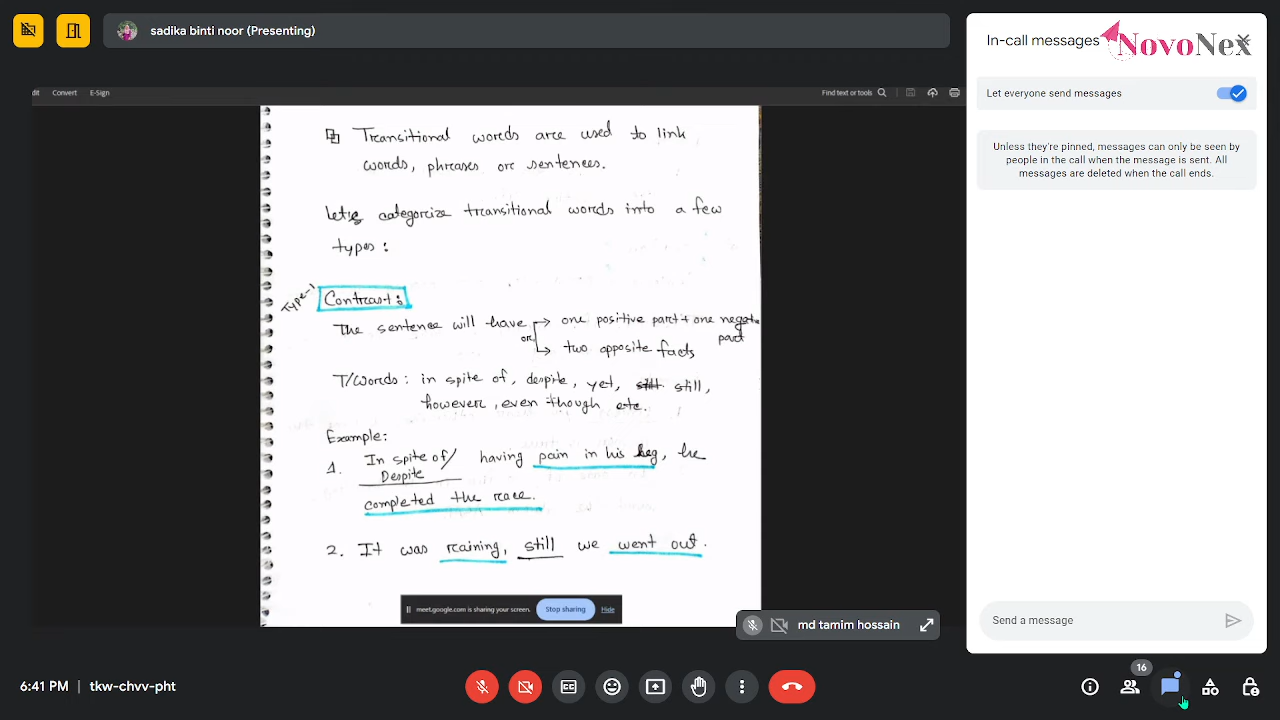 sadika binti noor (Presenting)
In-call messages
NovoNex
Let everyone send messages
Unless they're pinned, messages can only be seen by
people in the call when the message is sent. All
messages are deleted when the call ends.
dit Convert E-Sign
Find text or tools
Transitional words are used to link
words, phrases or sentences.
Let's categorize transitional words into a few
types:
Type-1
Contrast:
The sentence will have → one positive part + one negat
or part
→ two opposite facts
T/Words: in spite of, despite, yet, still still,
however, even though etc.
Example:
1. In spite of/ having pain in his leg, he
Despite
completed the race.
2. It was raining, still we went out.
meet.google.com is sharing your screen. Stop sharing Hide
md tamim hossain
Send a message
6:41 PM | tkw-chvv-pht
16